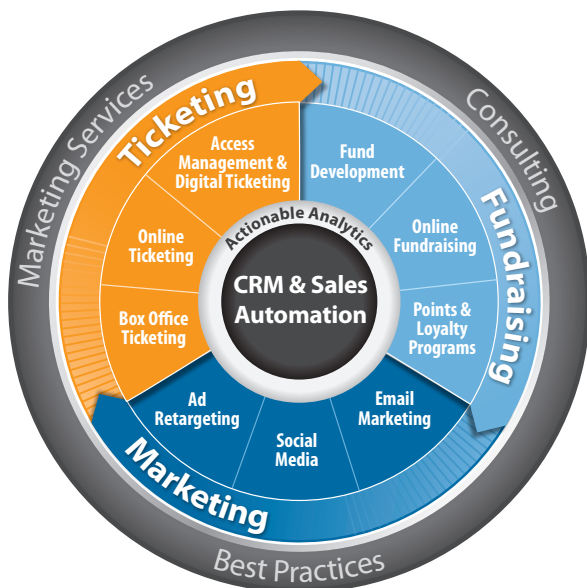 Marketing Services
Consulting
Best Practices
Ticketing
Fundraising
Marketing
Access
Management &
Digital Ticketing
Online
Ticketing
Box Office
Ticketing
Fund
Development
Online
Fundraising
Points &
Loyalty
Programs
Email
Marketing
Social
Media
Ad
Retargeting
Actionable Analytics
CRM & Sales
Automation